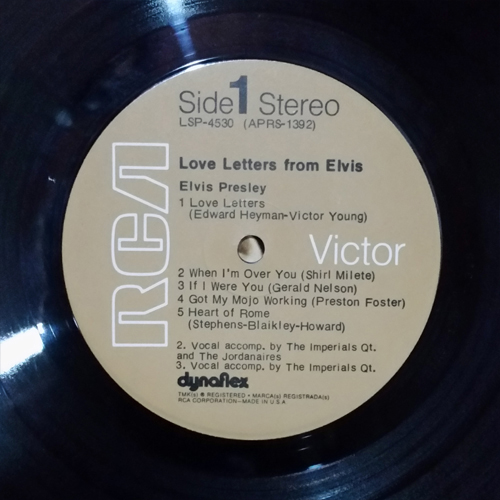 Side 1 Stereo
LSP-4530 (APRS-1392)
Love Letters from Elvis
Elvis Presley
1 Love Letters
(Edward Heyman-Victor Young)
RCA
Victor
2 When I'm Over You (Shirl Milete)
3 If I Were You (Gerald Nelson)
4 Got My Mojo Working (Preston Foster)
5 Heart of Rome
(Stephens-Blaikley-Howard)
2. Vocal accomp. by The Imperials Qt.
and The Jordanaires
3. Vocal accomp. by The Imperials Qt.
dynaflex
TMK(s) ® REGISTERED • MARCA(s) REGISTRADA(s)
RCA CORPORATION-MADE IN U.S.A